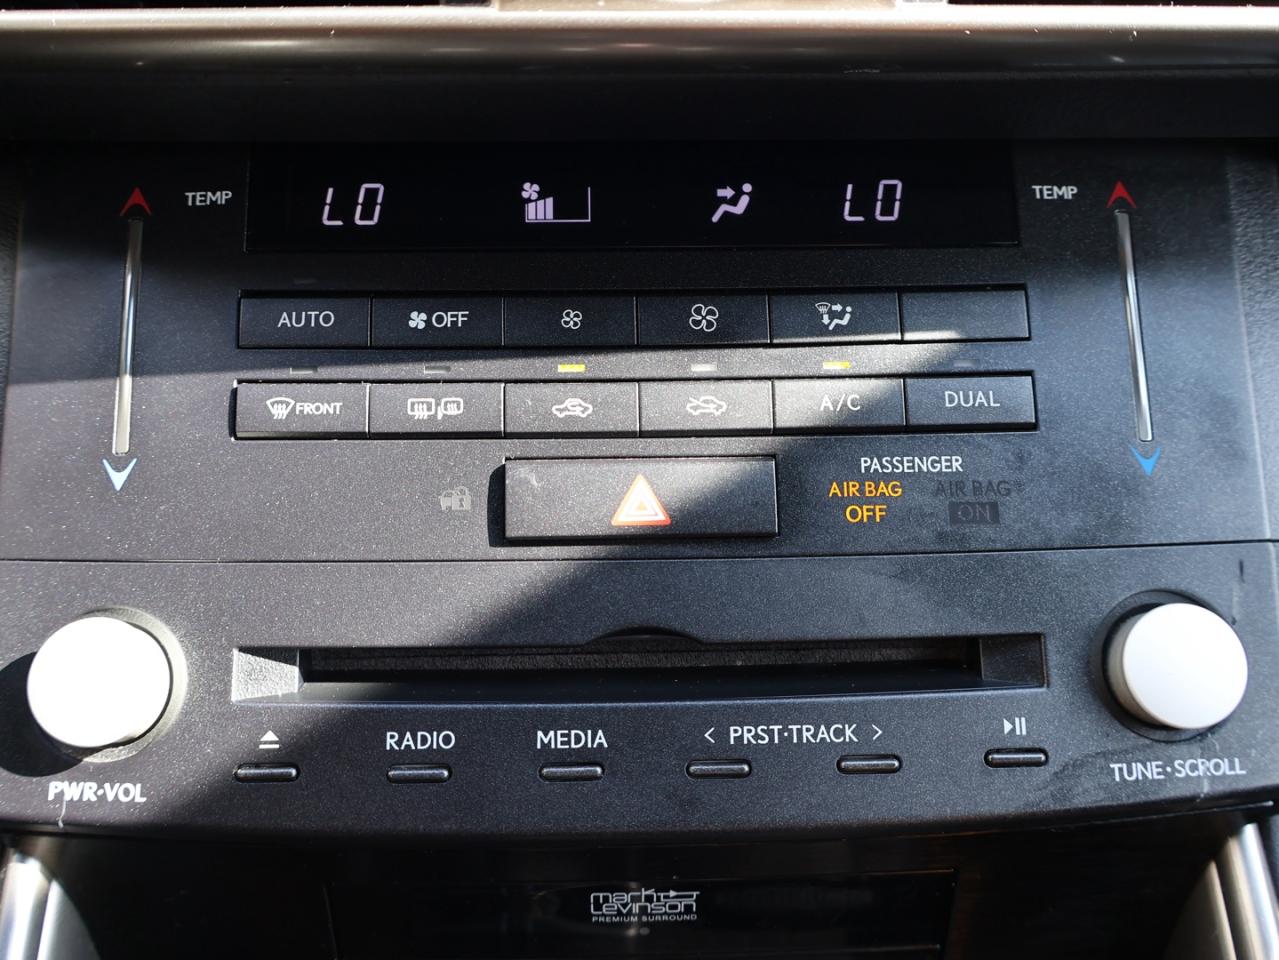 TEMP LO LO TEMP
AUTO OFF
FRONT A/C DUAL
PASSENGER
AIR BAG AIR BAG
OFF ON
PWR·VOL
RADIO MEDIA < PRST·TRACK >
TUNE·SCROLL
mark
Levinson
PREMIUM SURROUND